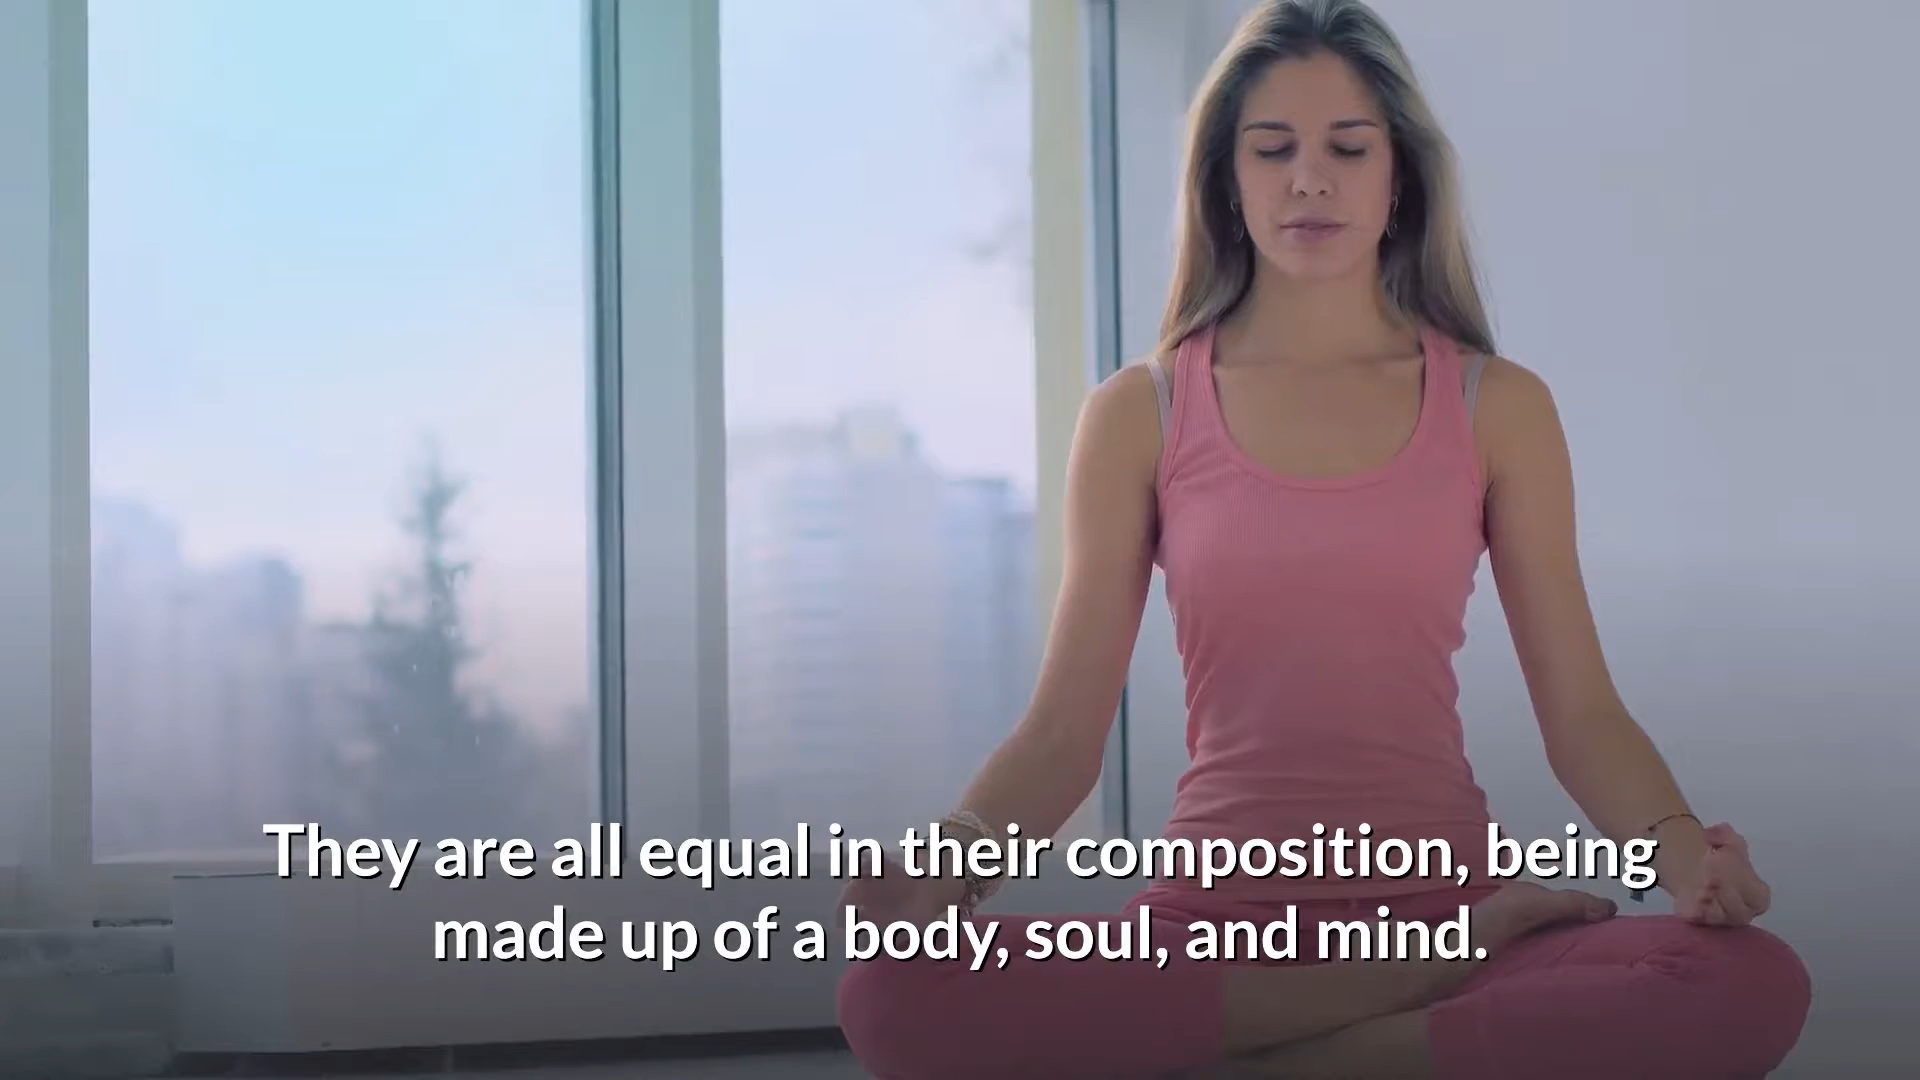 They are all equal in their composition, being
made up of a body, soul, and mind.